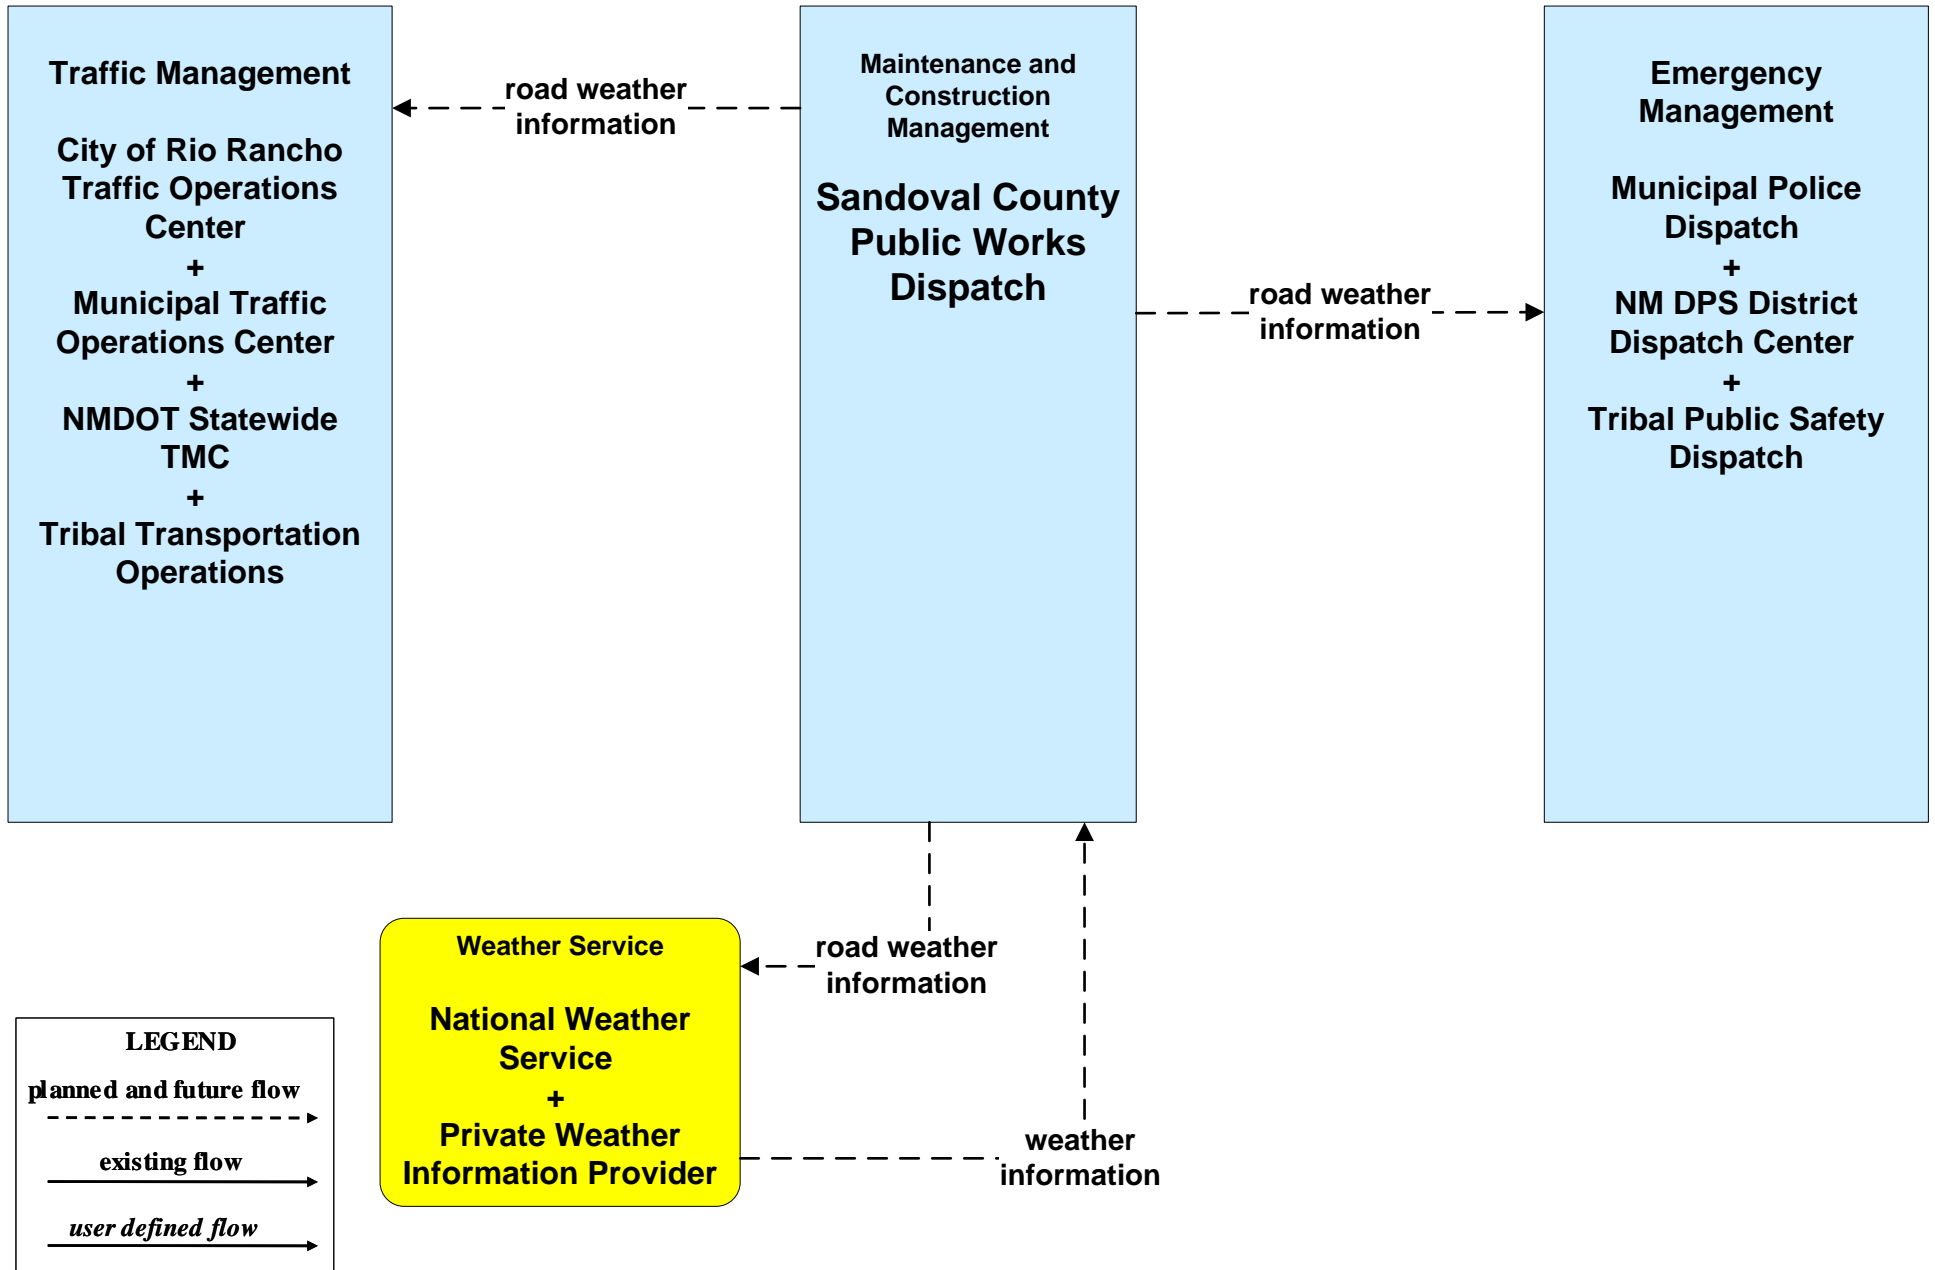 Traffic Management
City of Rio Rancho
Traffic Operations
Center
+
Municipal Traffic
Operations Center
+
NMDOT Statewide
TMC
+
Tribal Transportation
Operations
road weather
information
Maintenance and
Construction
Management
Sandoval County
Public Works
Dispatch
road weather
information
Emergency
Management
Municipal Police
Dispatch
+
NM DPS District
Dispatch Center
+
Tribal Public Safety
Dispatch
Weather Service
National Weather
Service
+
Private Weather
Information Provider
road weather
information
weather
information
LEGEND
planned and future flow
existing flow
user defined flow